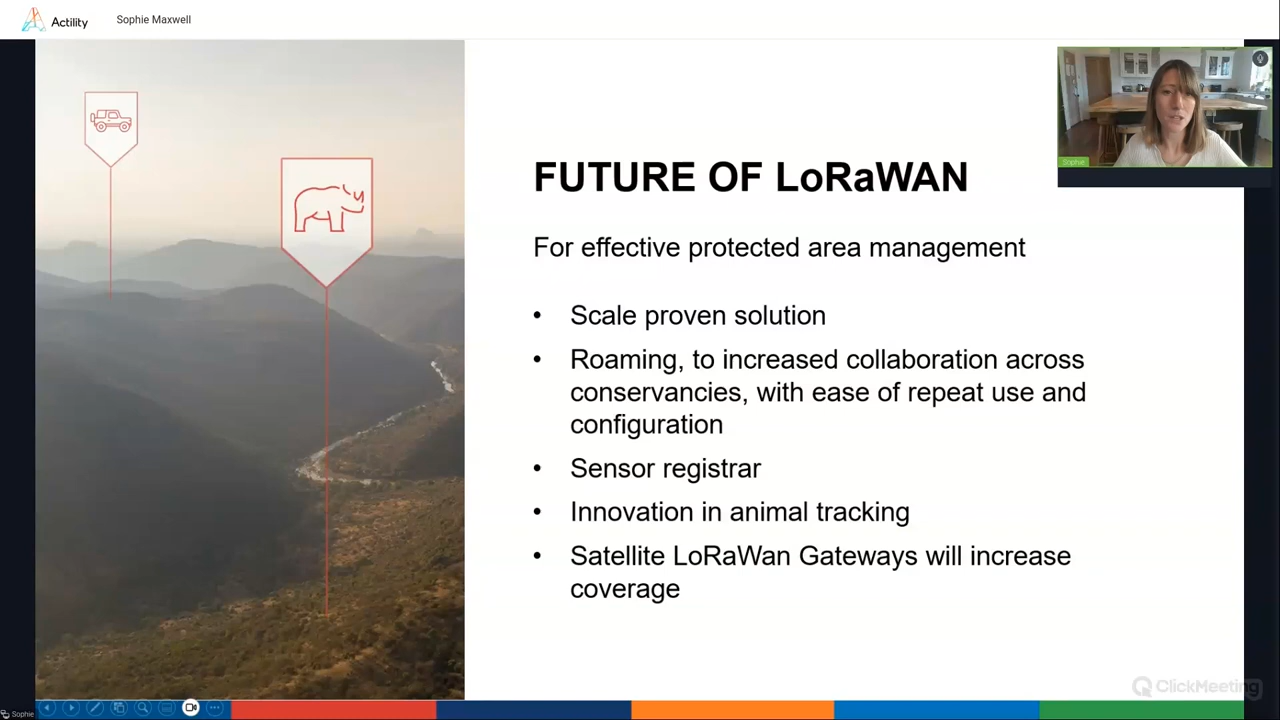 Actility
Sophie Maxwell
Sophie
FUTURE OF LoRaWAN
For effective protected area management
• Scale proven solution
• Roaming, to increased collaboration across
conservancies, with ease of repeat use and
configuration
• Sensor registrar
• Innovation in animal tracking
• Satellite LoRaWan Gateways will increase
coverage
ClickMeeting
Sophie